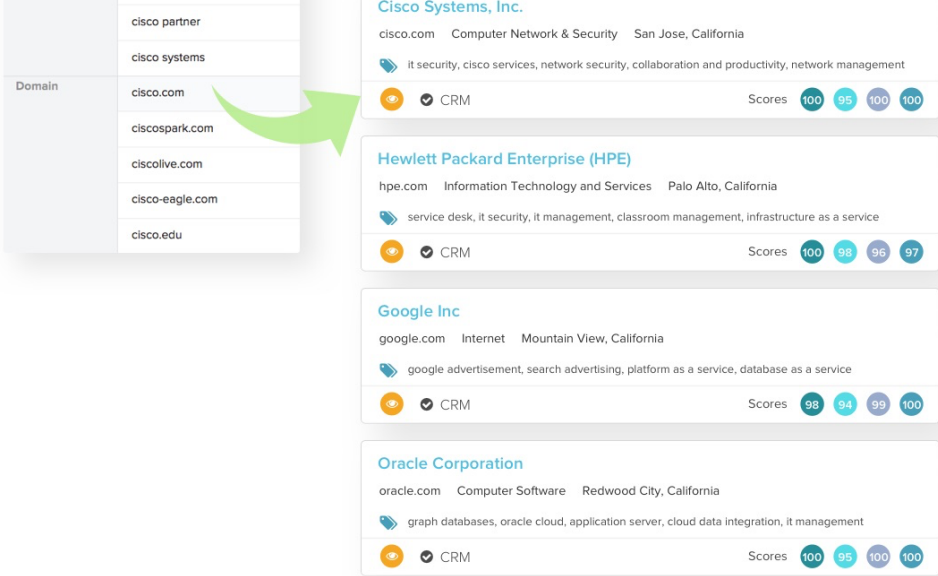 cisco partner
cisco systems
Domain
cisco.com
ciscospark.com
ciscolive.com
cisco-eagle.com
cisco.edu
Cisco Systems, Inc.
cisco.com Computer Network & Security San Jose, California
it security, cisco services, network security, collaboration and productivity, network management
CRM Scores 100 95 100 100
Hewlett Packard Enterprise (HPE)
hpe.com Information Technology and Services Palo Alto, California
service desk, it security, it management, classroom management, infrastructure as a service
CRM Scores 100 98 96 97
Google Inc
google.com Internet Mountain View, California
google advertisement, search advertising, platform as a service, database as a service
CRM Scores 98 94 99 100
Oracle Corporation
oracle.com Computer Software Redwood City, California
graph databases, oracle cloud, application server, cloud data integration, it management
CRM Scores 100 95 100 100